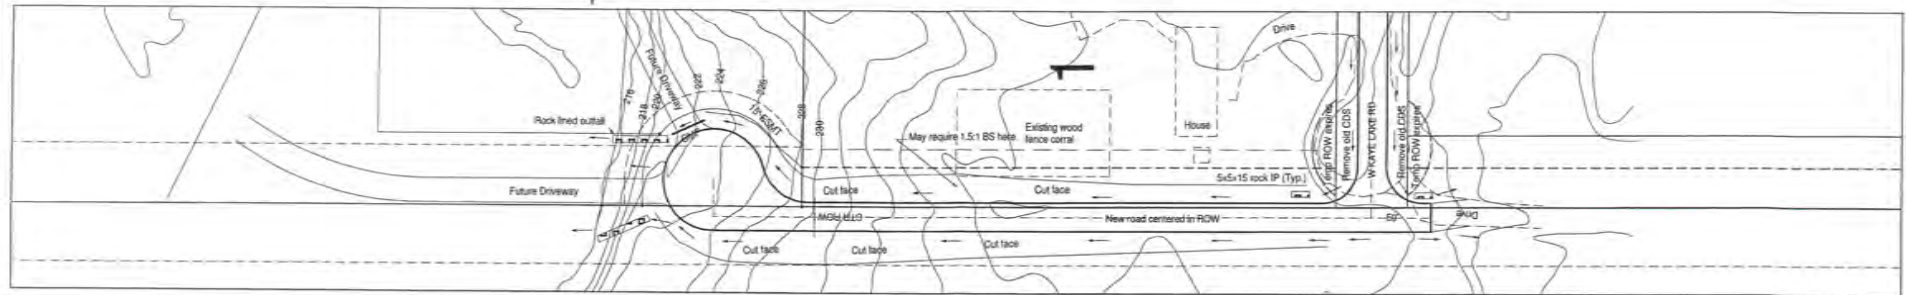 Drive
Future Driveway
216
218
220
222
224
226
228
230
15' ESMT
Rock lined outfall
May require 1.5:1 BS here.
Existing wood
fence corral
House
Temp ROW expires
Remove old CDS
W KAYE LAKE RD
Remove old CDS
Temp ROW expires
5x5x15 rock IP (Typ.)
Future Driveway
Cut face
Cut face
DTR ROW
New road centered in ROW
Drive
Cut face
Cut face
Cut face